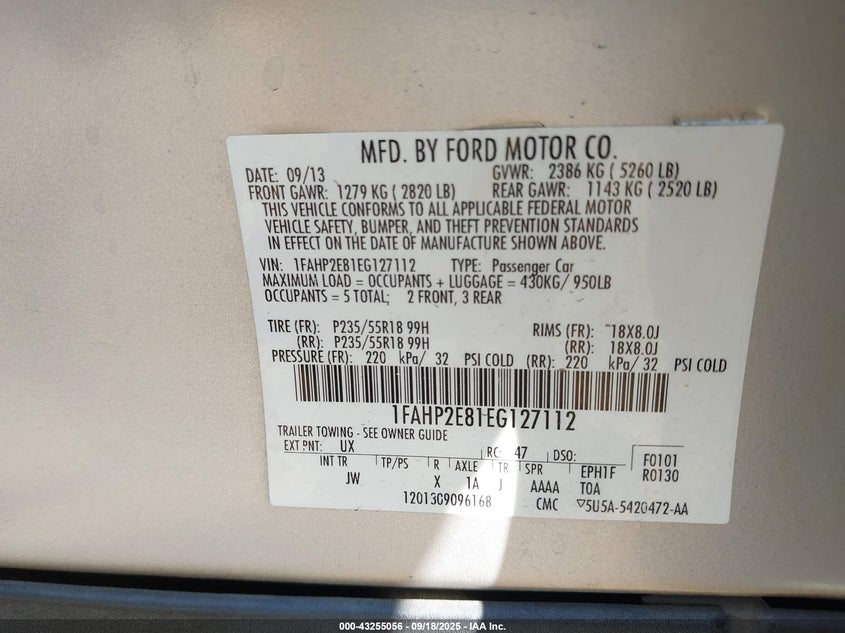 MFD. BY FORD MOTOR CO.
DATE: 09/13 GVWR: 2386 KG ( 5260 LB)
FRONT GAWR: 1279 KG ( 2820 LB) REAR GAWR: 1143 KG ( 2520 LB)
THIS VEHICLE CONFORMS TO ALL APPLICABLE FEDERAL MOTOR
VEHICLE SAFETY, BUMPER, AND THEFT PREVENTION STANDARDS
IN EFFECT ON THE DATE OF MANUFACTURE SHOWN ABOVE.
VIN: 1FAHP2E81EG127112 TYPE: Passenger Car
MAXIMUM LOAD = OCCUPANTS + LUGGAGE = 430KG/ 950LB
OCCUPANTS = 5 TOTAL; 2 FRONT, 3 REAR
TIRE (FR): P235/55R18 99H RIMS (FR): 18X8.0J
(RR): P235/55R18 99H (RR): 18X8.0J
PRESSURE (FR): 220 kPa/ 32 PSI COLD (RR): 220 kPa/ 32 PSI COLD
1FAHP2E81EG127112
TRAILER TOWING - SEE OWNER GUIDE
EXT PNT: UX RC: 47 DSO: F0101
INT TR TP/PS R AXLE TR SPR EPH1F R0130
JW X 1A J AAAA T0A
CMC 5U5A-5420472-AA
000-43255056 - 09/18/2025 - IAA Inc.